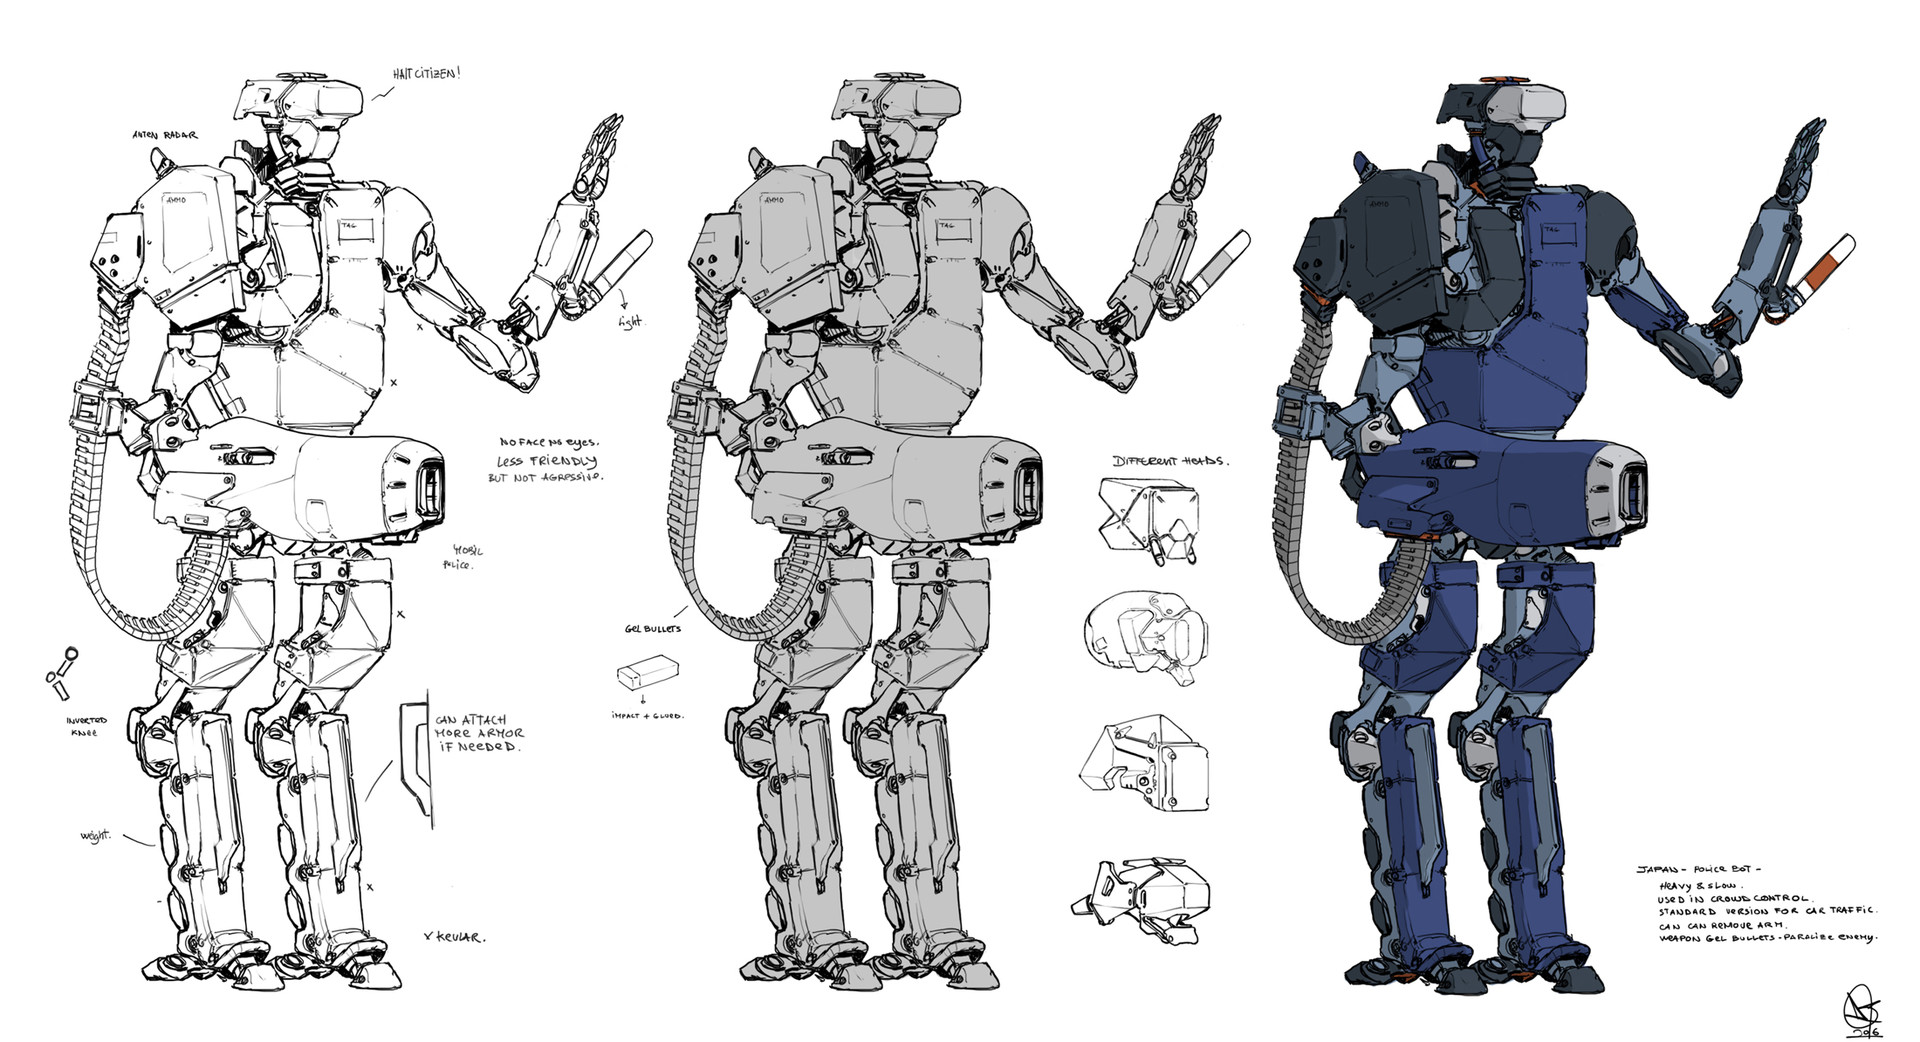 HALT CITIZEN!
ANTEN RADAR
AMMO
TAG
light.
NO FACE NO EYES.
LESS FRIENDLY
BUT NOT AGRESSIVE.
MOBIL
POLICE.
INVERTED
KNEE
CAN ATTACH
MORE ARMOR
IF NEEDED.
weight.
x KEVLAR.
AMMO
TAG
GEL BULLETS
IMPACT + GLUED.
DIFFERENT HEADS.
AMMO
TAG
JAPAN - POLICE BOT -
HEAVY & SLOW.
USED IN CROWD CONTROL.
STANDARD VERSION FOR CAR TRAFFIC.
CAN CAN REMOVE ARM.
WEAPON GEL BULLETS - PARALIZE ENEMY.
2016